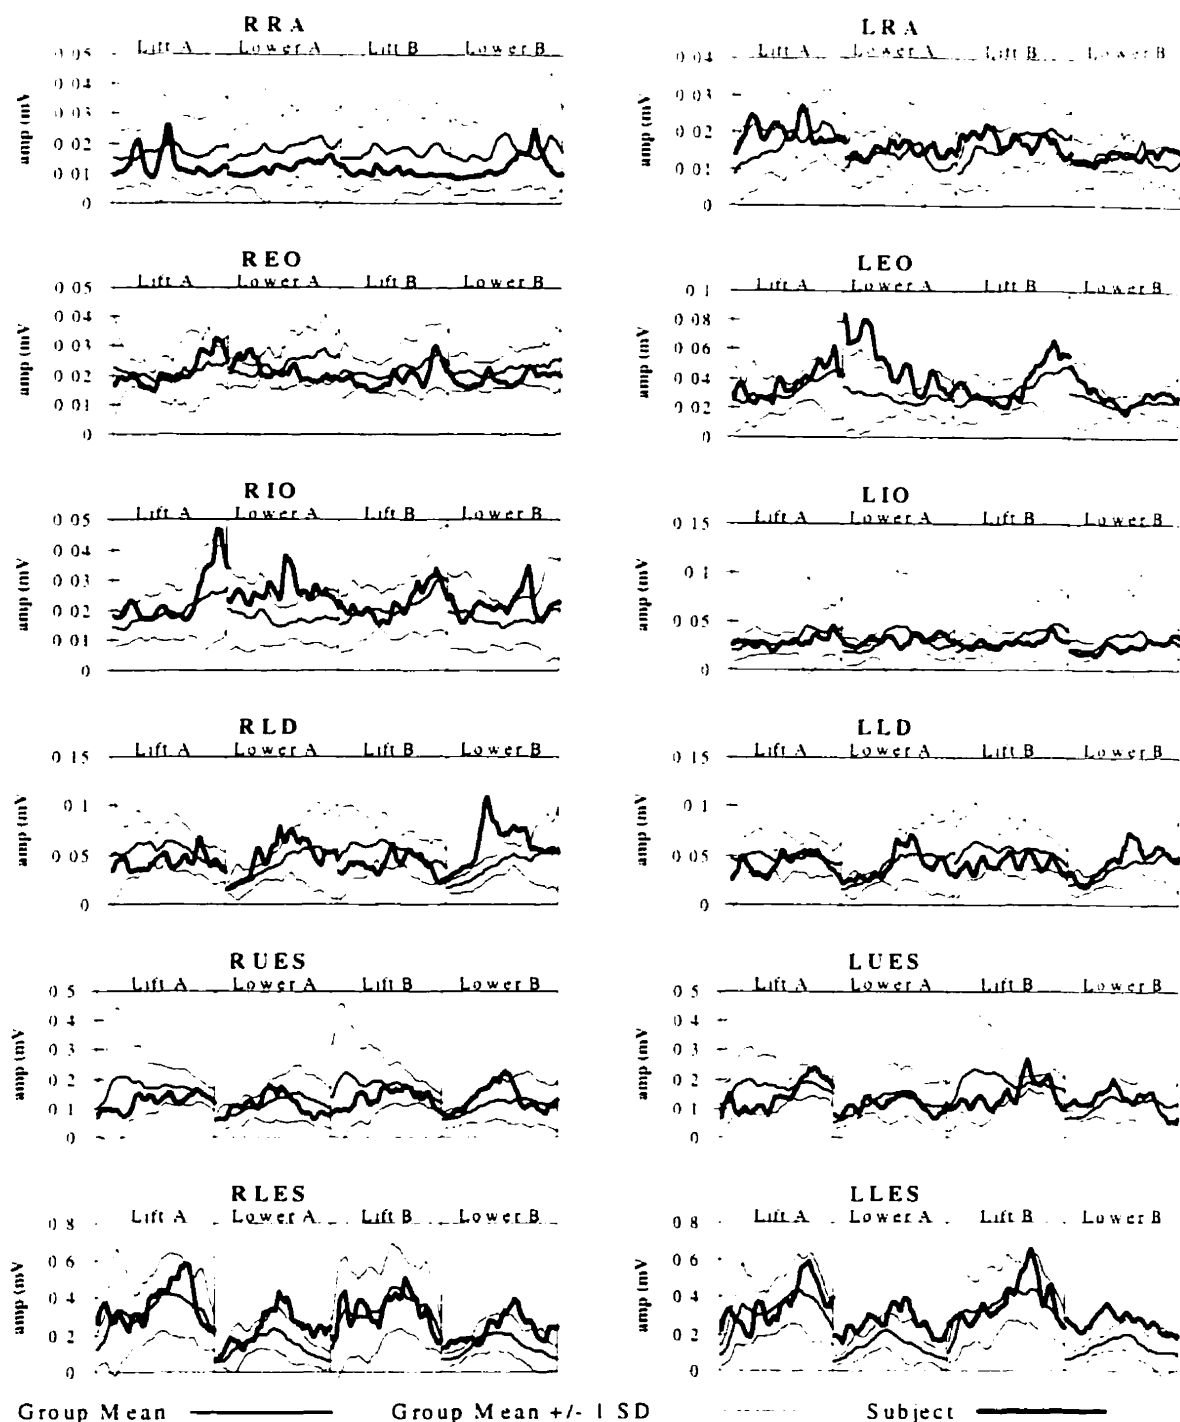 RRA
Lift A Lower A Lift B Lower B
0.05
0.04
0.03
0.02
0.01
0
amp (mV)
LRA
Lift A Lower A Lift B Lower B
0.04
0.03
0.02
0.01
0
amp (mV)
REO
Lift A Lower A Lift B Lower B
0.05
0.04
0.03
0.02
0.01
0
amp (mV)
LEO
Lift A Lower A Lift B Lower B
0.1
0.08
0.06
0.04
0.02
0
amp (mV)
RIO
Lift A Lower A Lift B Lower B
0.05
0.04
0.03
0.02
0.01
0
amp (mV)
LIO
Lift A Lower A Lift B Lower B
0.15
0.1
0.05
0
amp (mV)
RLD
Lift A Lower A Lift B Lower B
0.15
0.1
0.05
0
amp (mV)
LLD
Lift A Lower A Lift B Lower B
0.15
0.1
0.05
0
amp (mV)
RUES
Lift A Lower A Lift B Lower B
0.5
0.4
0.3
0.2
0.1
0
amp (mV)
LUES
Lift A Lower A Lift B Lower B
0.5
0.4
0.3
0.2
0.1
0
amp (mV)
RLES
Lift A Lower A Lift B Lower B
0.8
0.6
0.4
0.2
0
amp (mV)
LLES
Lift A Lower A Lift B Lower B
0.8
0.6
0.4
0.2
0
amp (mV)
Group Mean Group Mean +/- 1 SD Subject